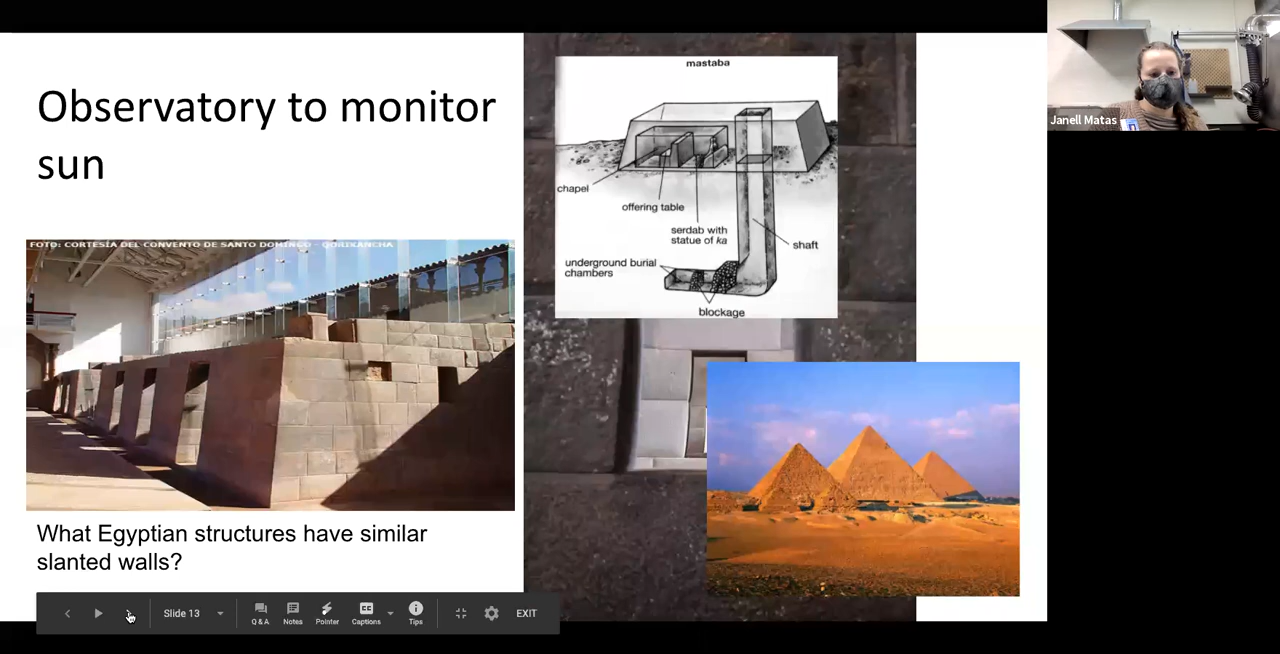 Observatory to monitor
sun
FOTO: CORTESÍA DEL CONVENTO DE SANTO DOMINGO - QORIKANCHA
What Egyptian structures have similar
slanted walls?
mastaba
chapel
offering table
serdab with
statue of ka
shaft
underground burial
chambers
blockage
Janell Matas
Slide 13
Q & A
Notes
Pointer
CC
Captions
Tips
EXIT